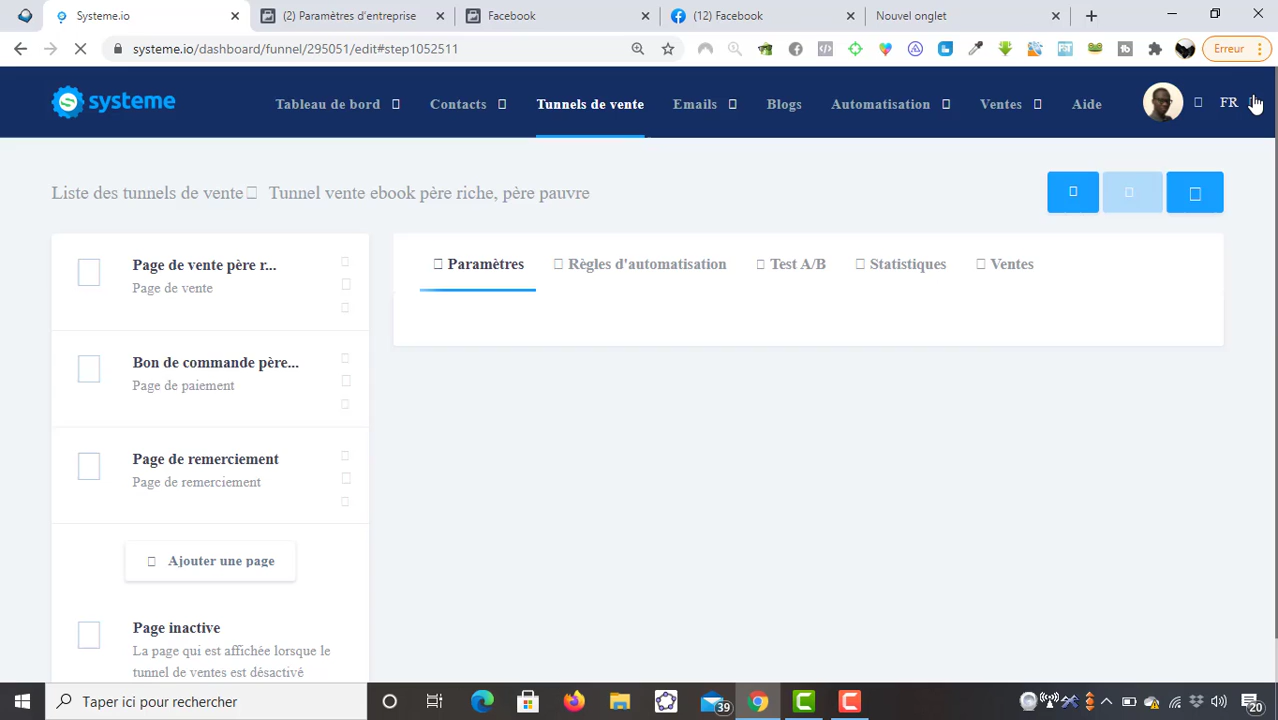 Systeme.io
(2) Paramètres d'entreprise
Facebook
(12) Facebook
Nouvel onglet
systeme.io/dashboard/funnel/295051/edit#step1052511
Erreur
systeme
Tableau de bord
Contacts
Tunnels de vente
Emails
Blogs
Automatisation
Ventes
Aide
FR
Liste des tunnels de vente
Tunnel vente ebook père riche, père pauvre
Page de vente père r...
Page de vente
Bon de commande père...
Page de paiement
Page de remerciement
Page de remerciement
Ajouter une page
Page inactive
La page qui est affichée lorsque le
tunnel de ventes est désactivé
Paramètres
Règles d'automatisation
Test A/B
Statistiques
Ventes
Taper ici pour rechercher
39
20